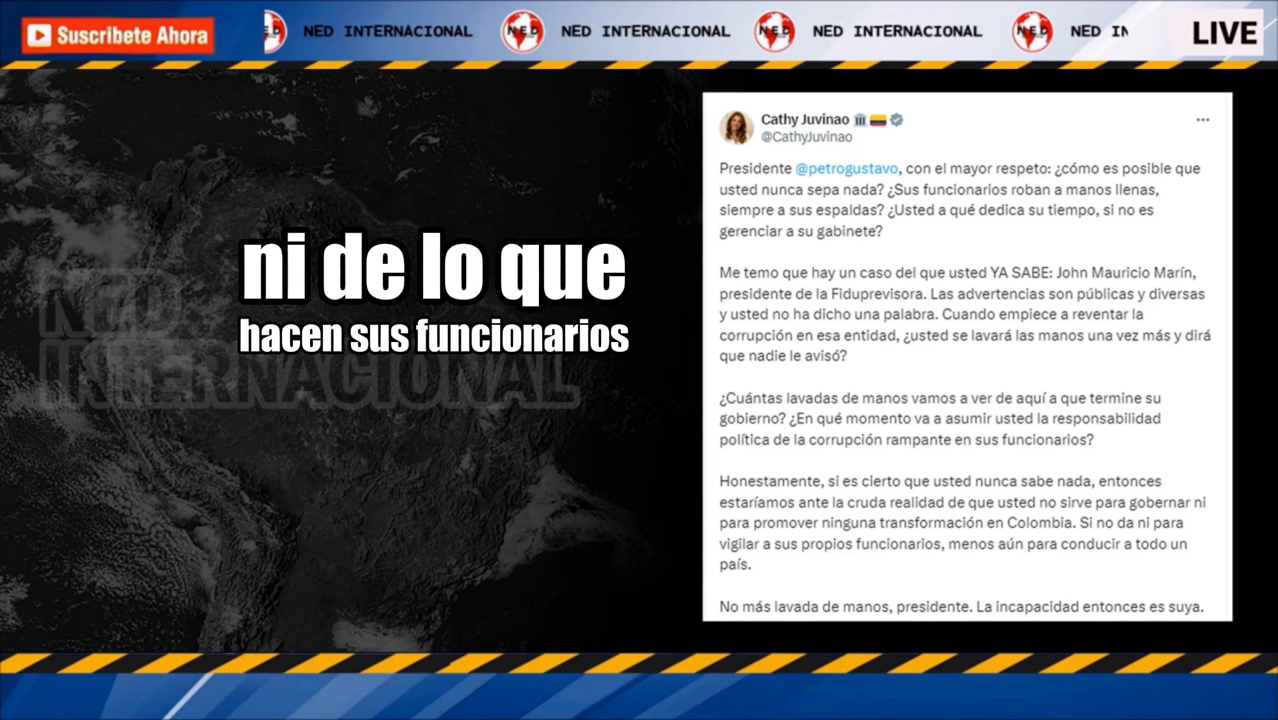 Suscribete Ahora
NED NED INTERNACIONAL NED NED INTERNACIONAL NED NED INTERNACIONAL NED NED IN
LIVE
NED
INTERNACIONAL
ni de lo que
hacen sus funcionarios
Cathy Juvinao
@CathyJuvinao
Presidente @petrogustavo, con el mayor respeto: ¿cómo es posible que
usted nunca sepa nada? ¿Sus funcionarios roban a manos llenas,
siempre a sus espaldas? ¿Usted a qué dedica su tiempo, si no es
gerenciar a su gabinete?
Me temo que hay un caso del que usted YA SABE: John Mauricio Marín,
presidente de la Fiduprevisora. Las advertencias son públicas y diversas
y usted no ha dicho una palabra. Cuando empiece a reventar la
corrupción en esa entidad, ¿usted se lavará las manos una vez más y dirá
que nadie le avisó?
¿Cuántas lavadas de manos vamos a ver de aquí a que termine su
gobierno? ¿En qué momento va a asumir usted la responsabilidad
política de la corrupción rampante en sus funcionarios?
Honestamente, si es cierto que usted nunca sabe nada, entonces
estaríamos ante la cruda realidad de que usted no sirve para gobernar ni
para promover ninguna transformación en Colombia. Si no da ni para
vigilar a sus propios funcionarios, menos aún para conducir a todo un
país.
No más lavada de manos, presidente. La incapacidad entonces es suya.